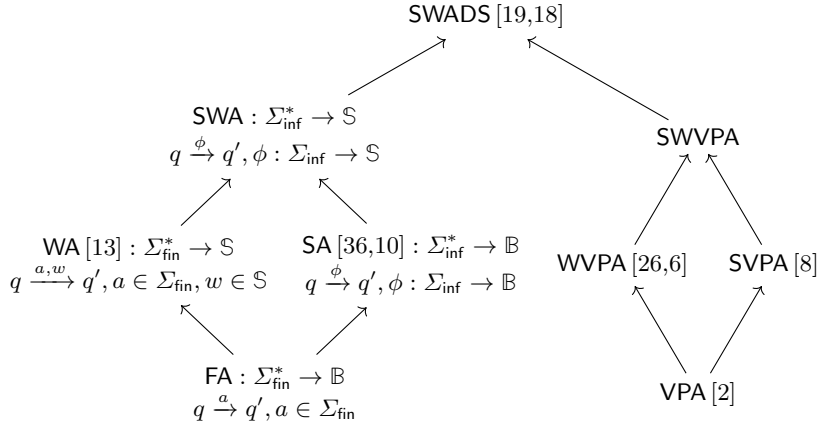 SWADS [19,18]
SWA : Σ*inf → 𝕊
q →ϕ q′, ϕ : Σinf → 𝕊
SWVPA
WA [13] : Σ*fin → 𝕊
q →a,w q′, a ∈ Σfin, w ∈ 𝕊
SA [36,10] : Σ*inf → 𝔹
q →ϕ q′, ϕ : Σinf → 𝔹
WVPA [26,6]
SVPA [8]
FA : Σ*fin → 𝔹
q →a q′, a ∈ Σfin
VPA [2]